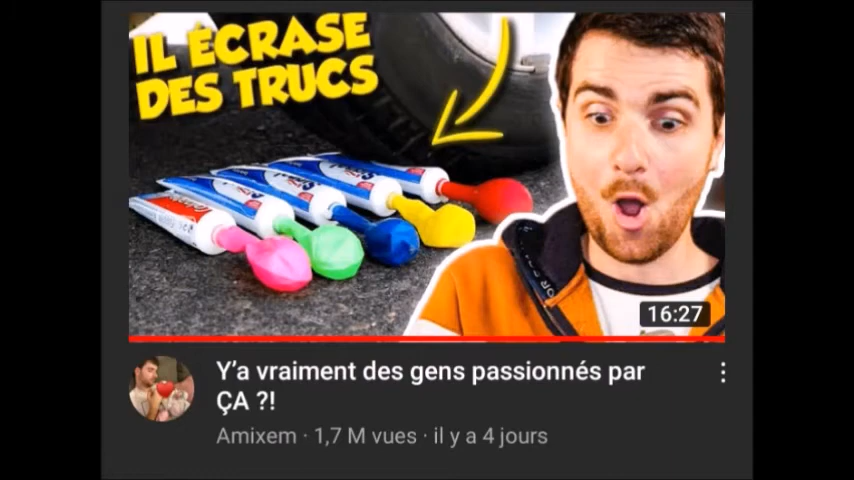 IL ÉCRASE
DES TRUCS
16:27
Y'a vraiment des gens passionnés par
ÇA ?!
Amixem · 1,7 M vues · il y a 4 jours